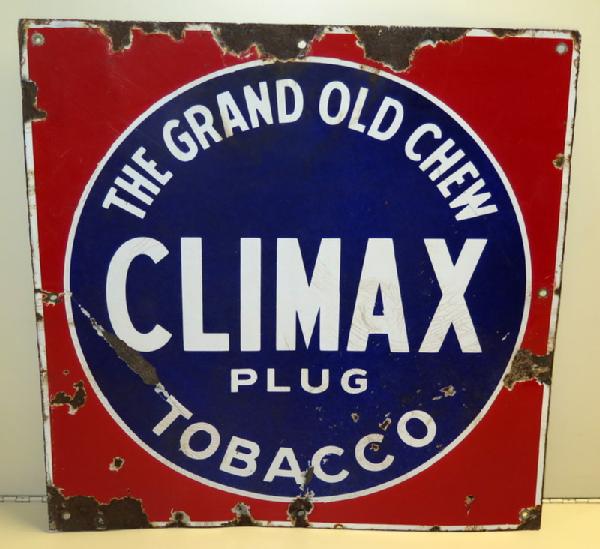 THE GRAND OLD CHEW
CLIMAX
PLUG
TOBACCO